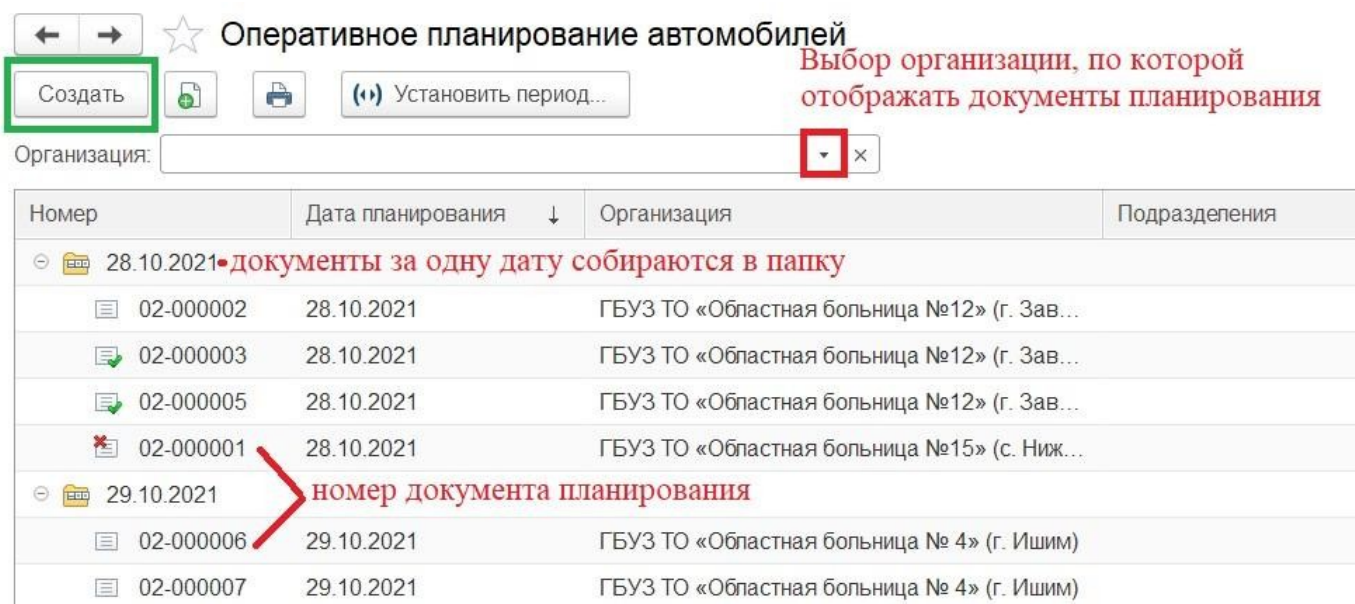 Оперативное планирование автомобилей
Выбор организации, по которой
отображать документы планирования
Создать Установить период...
Организация:
Номер Дата планирования ↓ Организация Подразделения
28.10.2021 документы за одну дату собираются в папку
02-000002 28.10.2021 ГБУЗ ТО «Областная больница №12» (г. Зав...
02-000003 28.10.2021 ГБУЗ ТО «Областная больница №12» (г. Зав...
02-000005 28.10.2021 ГБУЗ ТО «Областная больница №12» (г. Зав...
02-000001 28.10.2021 ГБУЗ ТО «Областная больница №15» (с. Ниж...
29.10.2021 номер документа планирования
02-000006 29.10.2021 ГБУЗ ТО «Областная больница № 4» (г. Ишим)
02-000007 29.10.2021 ГБУЗ ТО «Областная больница № 4» (г. Ишим)